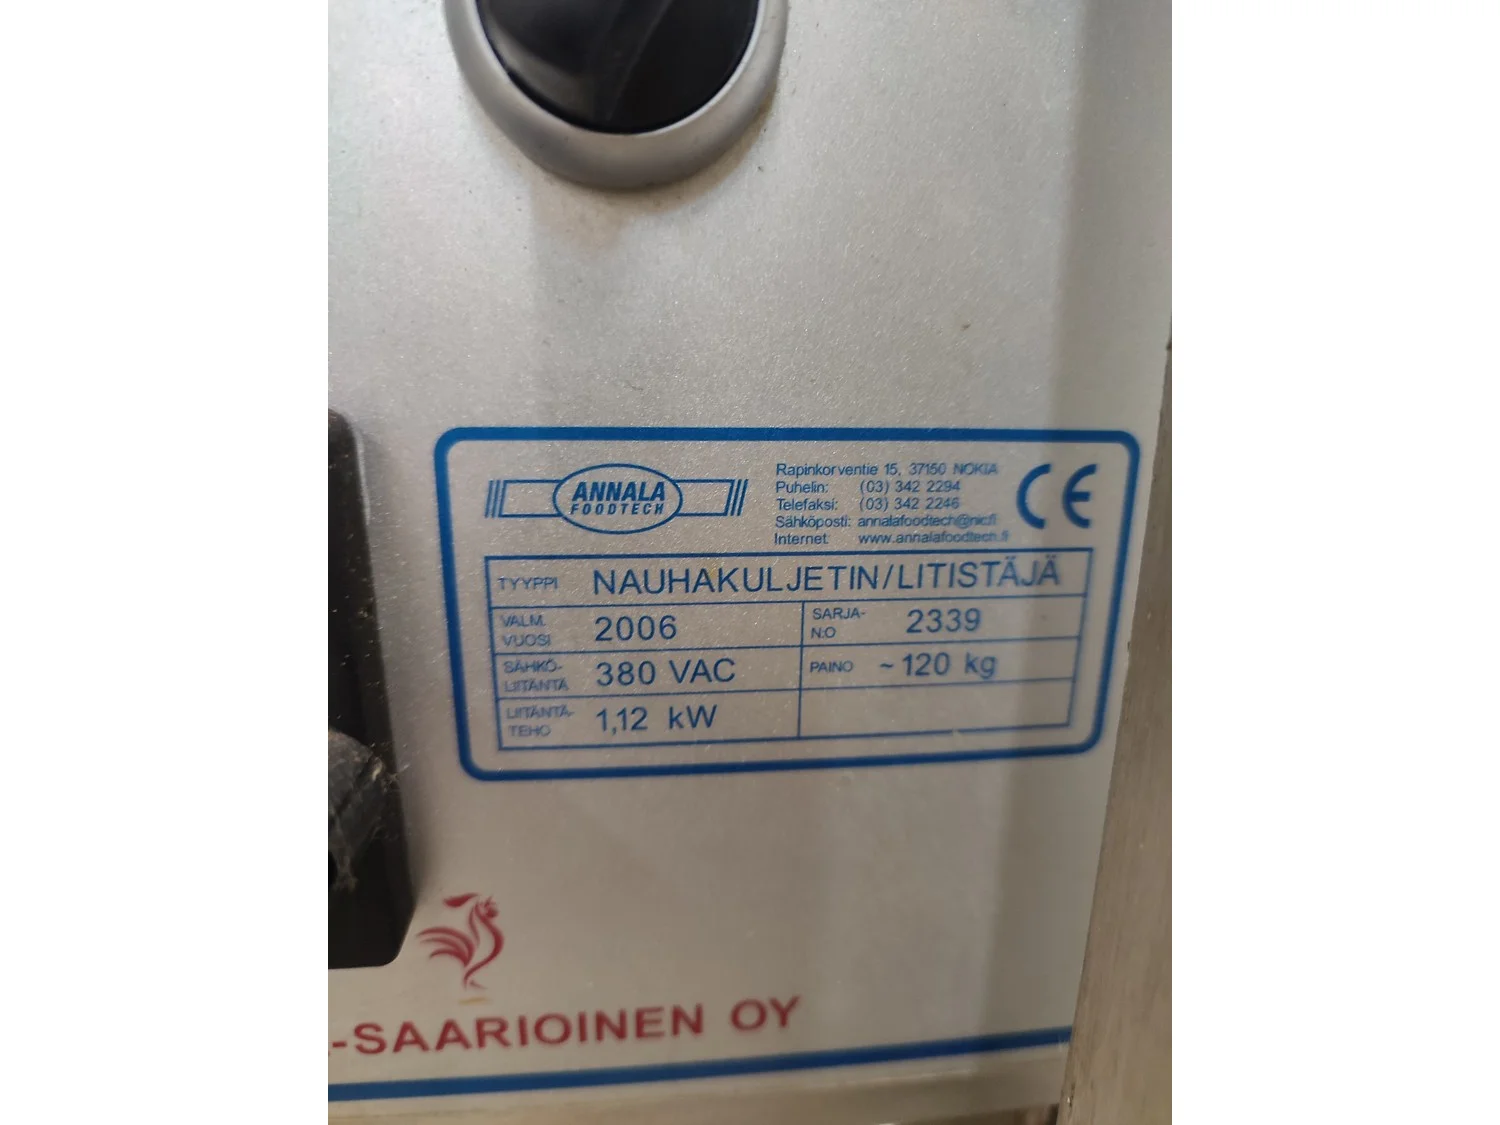 ANNALA
FOODTECH
Rapinkorventie 15, 37150 NOKIA
Puhelin: (03) 342 2294
Telefaksi: (03) 342 2246
Sähköposti: annalafoodtech@nic.fi
Internet: www.annalafoodtech.fi
CE
TYYPPI NAUHAKULJETIN/LITISTÄJÄ
VALM. VUOSI 2006
SARJA- N:O 2339
SÄHKÖ- LIITÄNTÄ 380 VAC
PAINO ~120 kg
LIITÄNTÄ- TEHO 1,12 kW
-SAARIOINEN OY